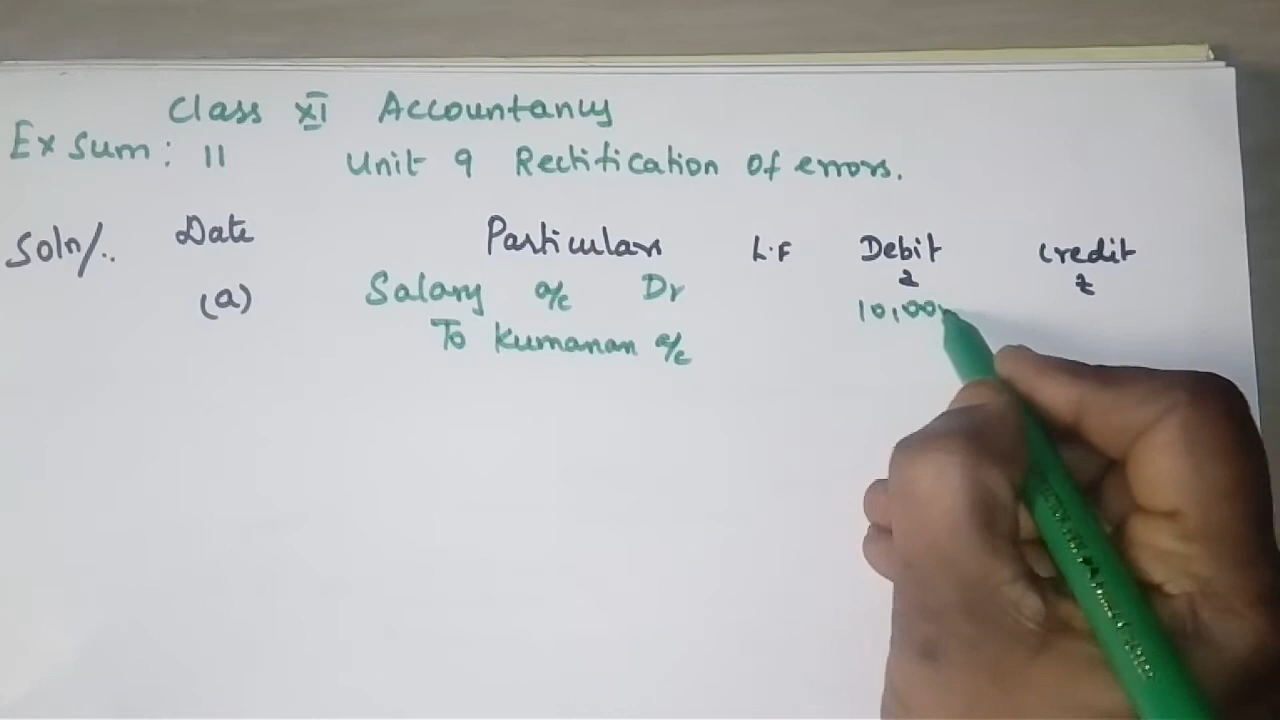 Class XI Accountancy
Ex Sum: 11 Unit 9 Rectification of errors.
Soln/.. Date Particulars L.F Debit Credit
₹ ₹
(a) Salary a/c Dr 10,000
To Kumanan a/c